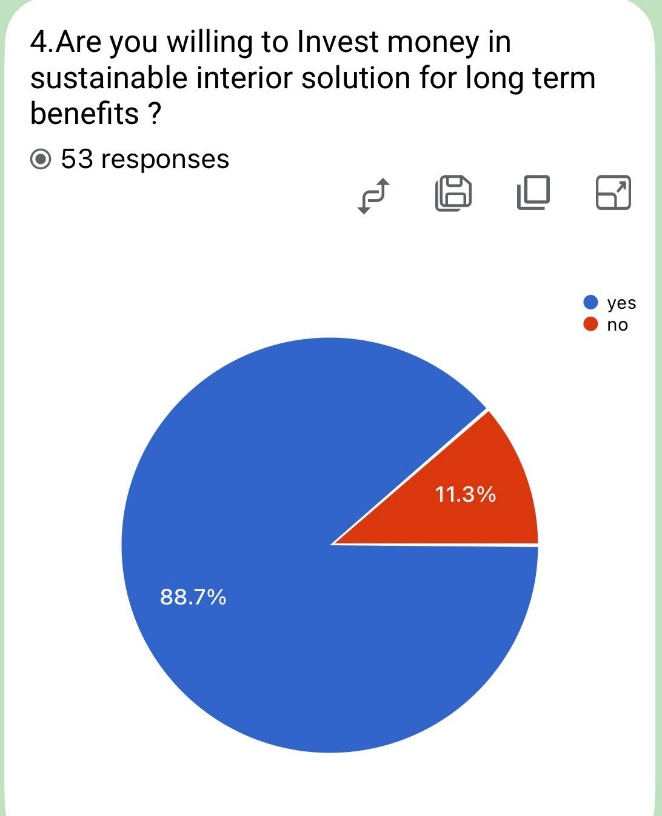 4.Are you willing to Invest money in
sustainable interior solution for long term
benefits ?
53 responses
yes
no
11.3%
88.7%